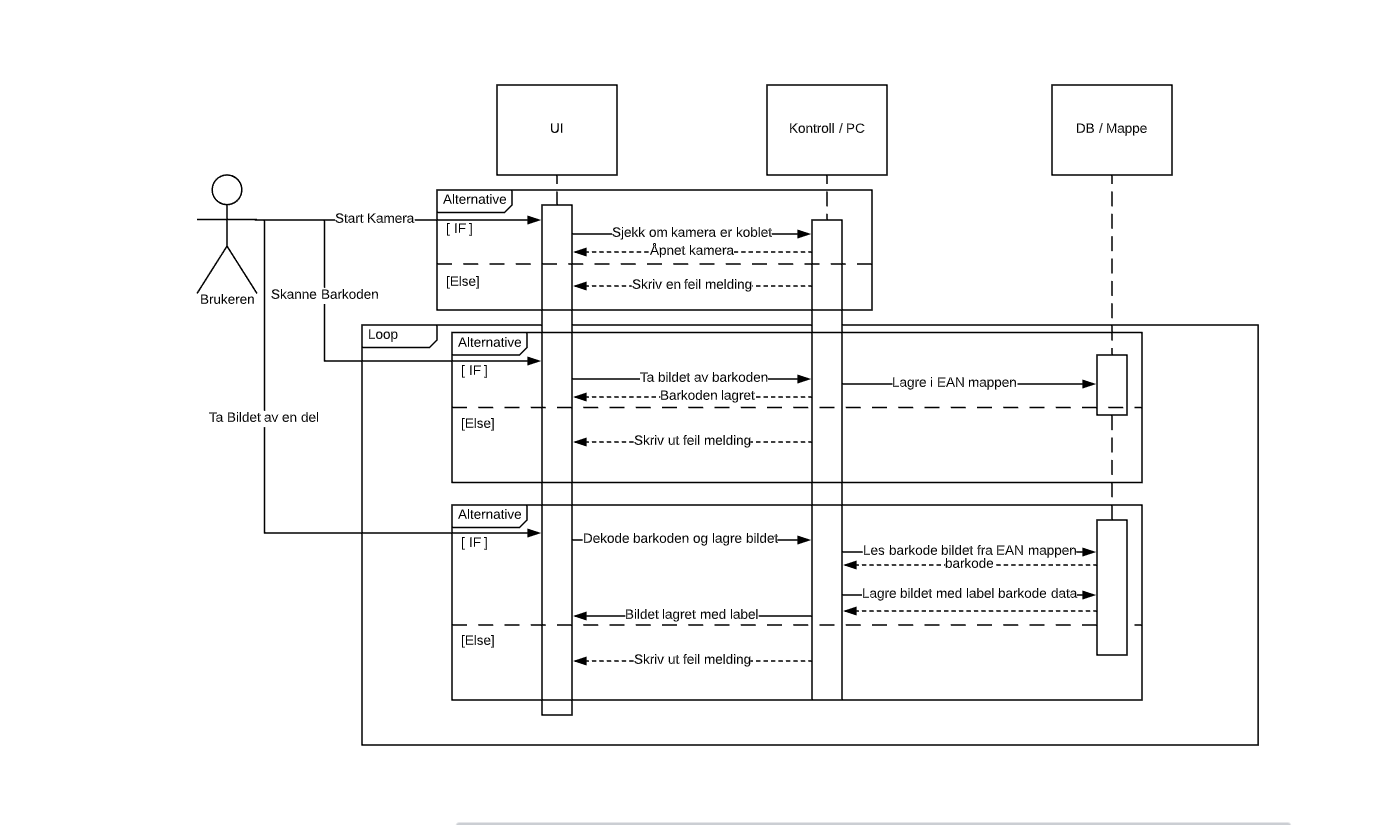 UI
Kontroll / PC
DB / Mappe
Brukeren
Alternative
Start Kamera
[ IF ]
Sjekk om kamera er koblet
Åpnet kamera
[Else]
Skriv en feil melding
Skanne Barkoden
Loop
Alternative
[ IF ]
Ta bildet av barkoden
Lagre i EAN mappen
Barkoden lagret
[Else]
Skriv ut feil melding
Ta Bildet av en del
Alternative
[ IF ]
Dekode barkoden og lagre bildet
Les barkode bildet fra EAN mappen
barkode
Lagre bildet med label barkode data
Bildet lagret med label
[Else]
Skriv ut feil melding